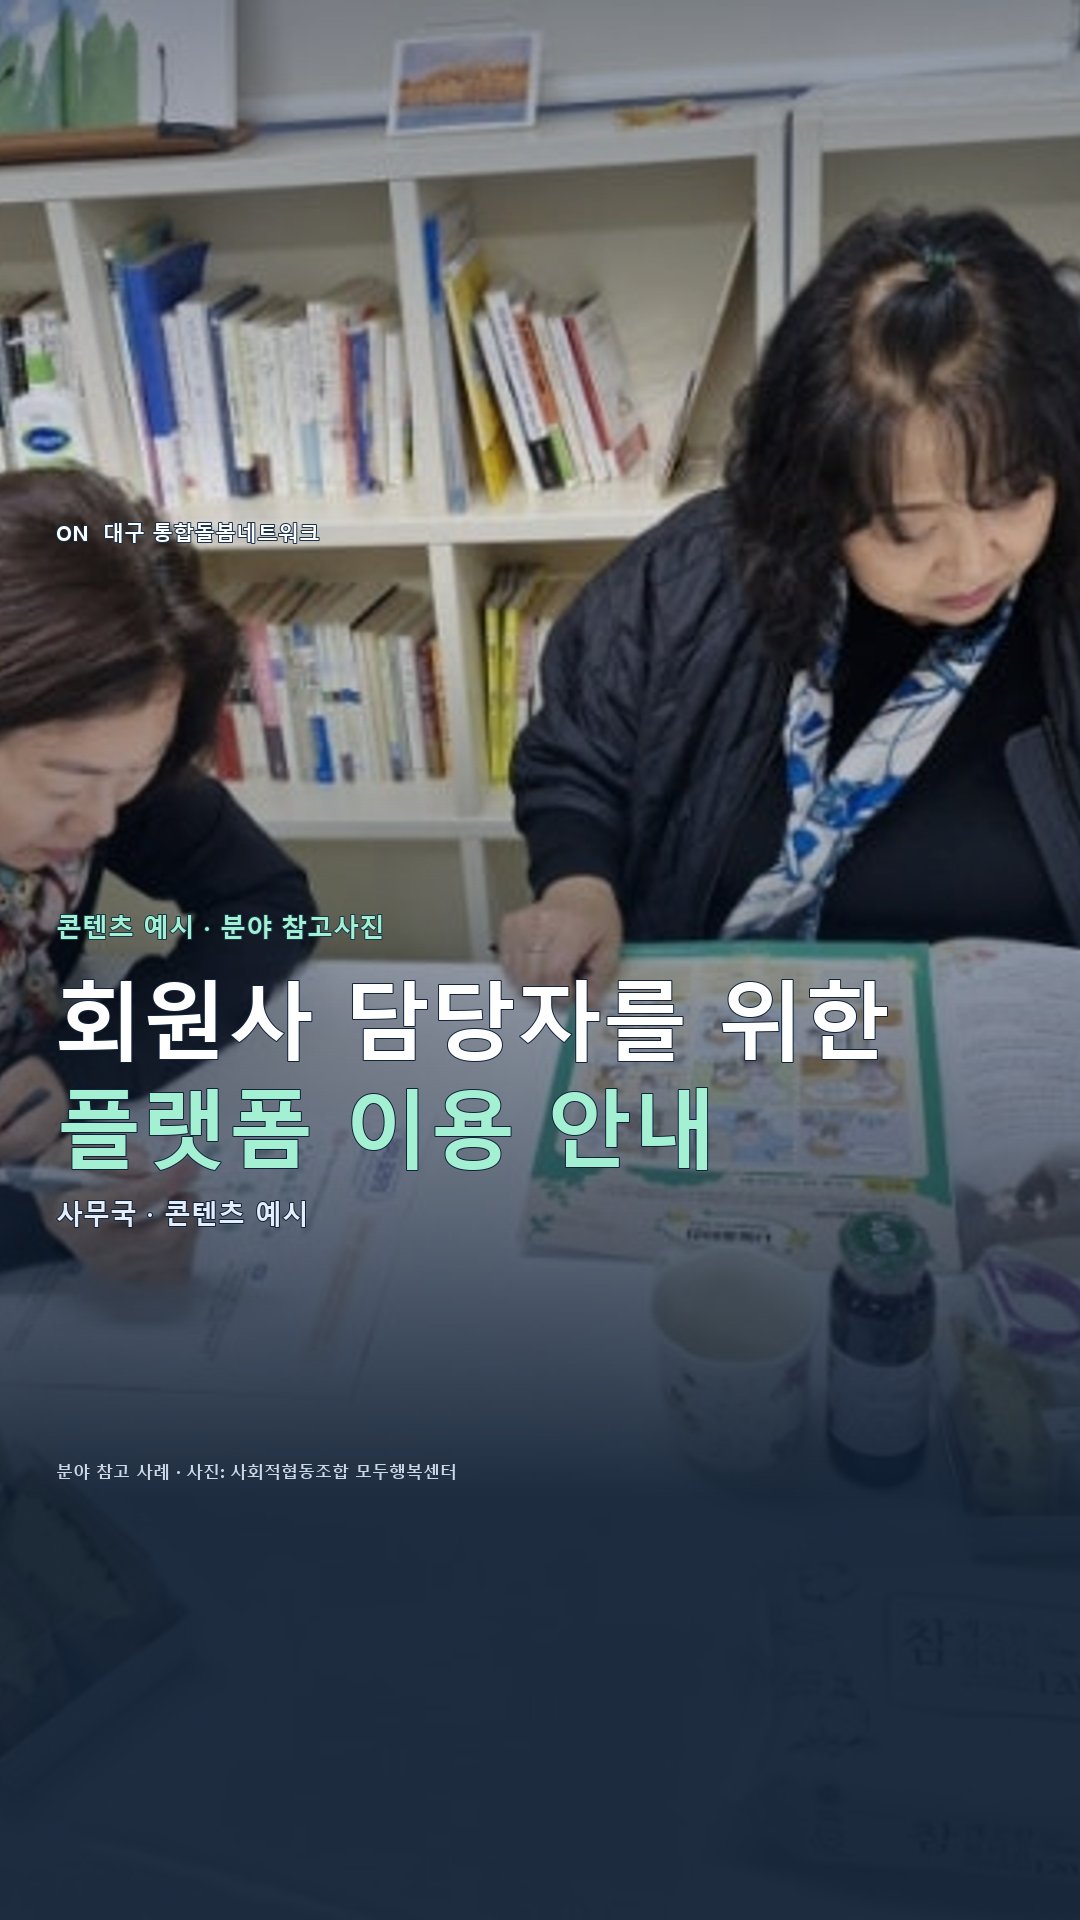 ON 대구 통합돌봄네트워크
콘텐츠 예시 · 분야 참고사진
회원사 담당자를 위한
플랫폼 이용 안내
사무국 · 콘텐츠 예시
분야 참고 사례 · 사진: 사회적협동조합 모두행복센터
참
참